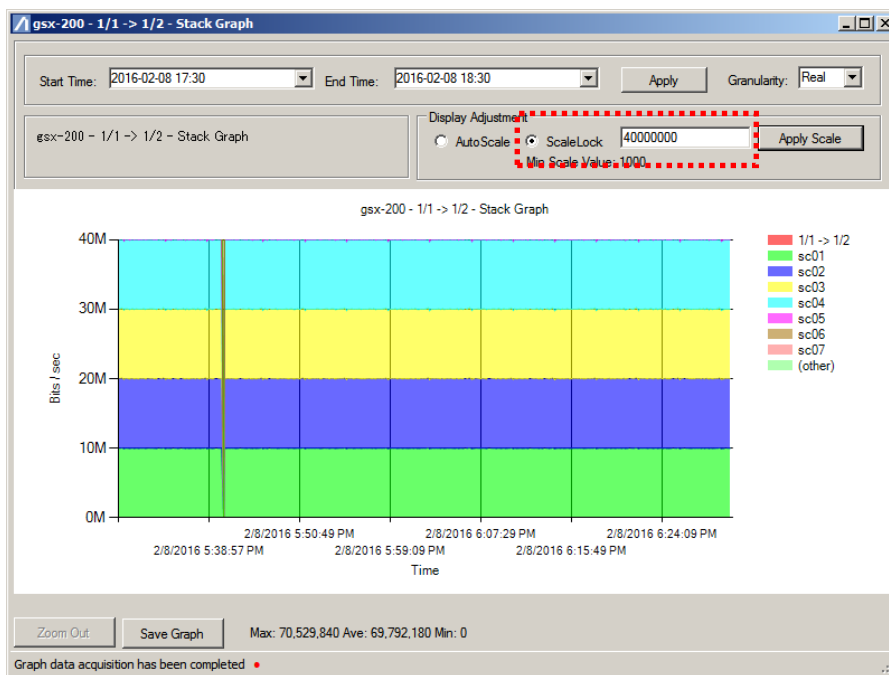 gsx-200 - 1/1 -> 1/2 - Stack Graph
Start Time: 2016-02-08 17:30 End Time: 2016-02-08 18:30 Apply Granularity: Real
gsx-200 - 1/1 -> 1/2 - Stack Graph
Display Adjustment
AutoScale ScaleLock 40000000 Apply Scale
Min Scale Value: 1000
gsx-200 - 1/1 -> 1/2 - Stack Graph
40M
30M
20M
10M
0M
Bits / sec
1/1 -> 1/2
sc01
sc02
sc03
sc04
sc05
sc06
sc07
(other)
2/8/2016 5:50:49 PM 2/8/2016 6:07:29 PM 2/8/2016 6:24:09 PM
2/8/2016 5:38:57 PM 2/8/2016 5:59:09 PM 2/8/2016 6:15:49 PM
Time
Zoom Out Save Graph Max: 70,529,840 Ave: 69,792,180 Min: 0
Graph data acquisition has been completed